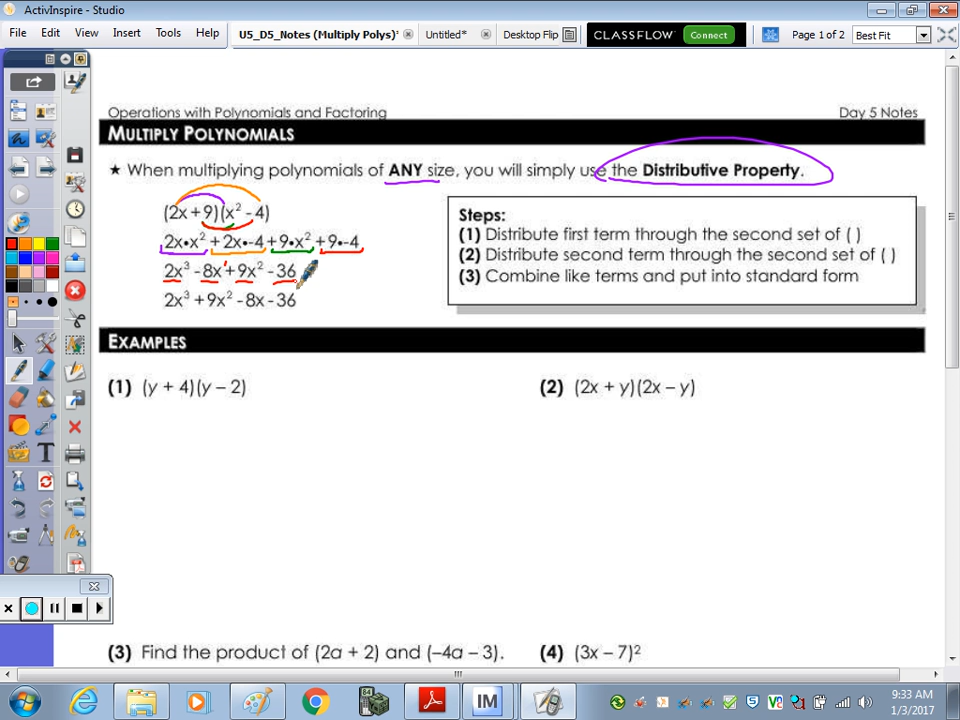 ActivInspire - Studio
File Edit View Insert Tools Help
U5_D5_Notes (Multiply Polys)* Untitled* Desktop Flip CLASSFLOW Connect Page 1 of 2 Best Fit
Operations with Polynomials and Factoring Day 5 Notes
MULTIPLY POLYNOMIALS
★ When multiplying polynomials of ANY size, you will simply use the Distributive Property.
(2x + 9)(x² - 4)
2x•x² + 2x•-4 + 9•x² + 9•-4
2x³ - 8x¹ + 9x² - 36
2x³ + 9x² - 8x - 36
Steps:
(1) Distribute first term through the second set of ( )
(2) Distribute second term through the second set of ( )
(3) Combine like terms and put into standard form
EXAMPLES
(1) (y + 4)(y – 2)
(2) (2x + y)(2x – y)
(3) Find the product of (2a + 2) and (–4a – 3).
(4) (3x – 7)²
IM
84
V2
9:33 AM
1/3/2017